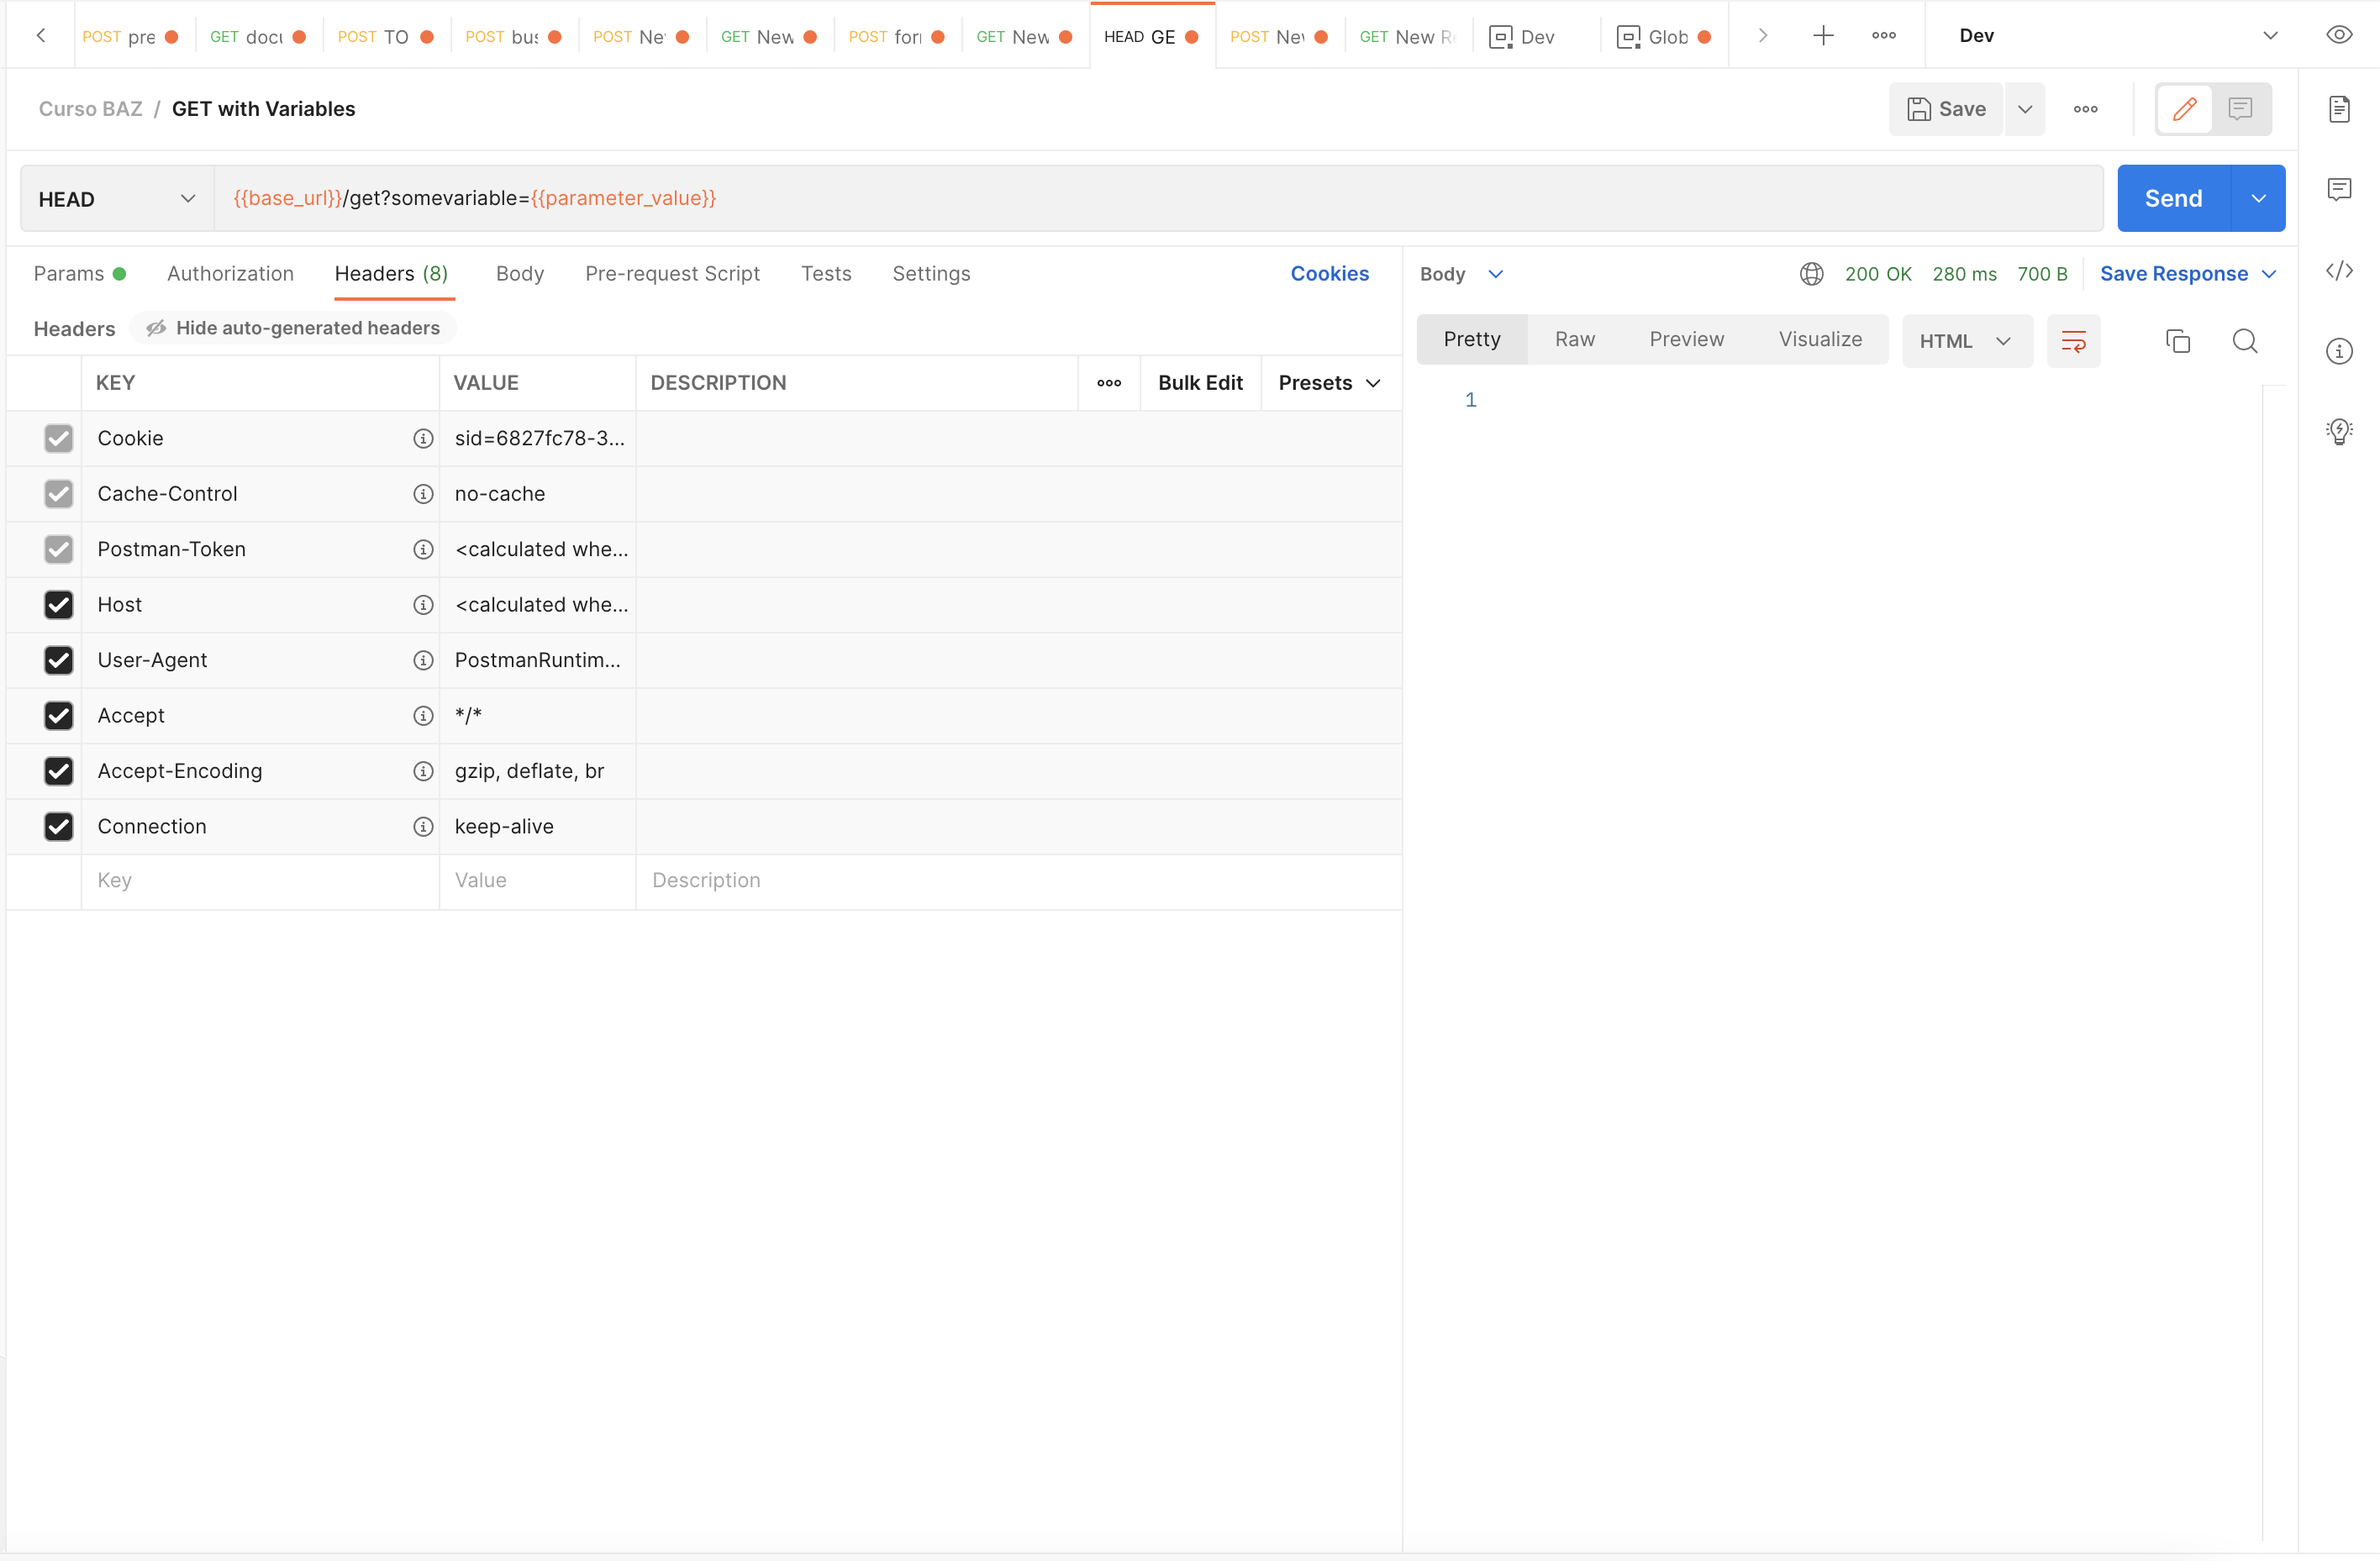 POST pre GET docu POST TO POST bus POST Nev GET New POST for GET New HEAD GE POST Nev GET New Re Dev Glob Dev
Curso BAZ / GET with Variables Save
HEAD {{base_url}}/get?somevariable={{parameter_value}} Send
Params Authorization Headers (8) Body Pre-request Script Tests Settings Cookies
Headers Hide auto-generated headers
KEY VALUE DESCRIPTION Bulk Edit Presets
Cookie sid=6827fc78-3...
Cache-Control no-cache
Postman-Token <calculated whe...
Host <calculated whe...
User-Agent PostmanRuntim...
Accept */*
Accept-Encoding gzip, deflate, br
Connection keep-alive
Key Value Description
Body 200 OK 280 ms 700 B Save Response
Pretty Raw Preview Visualize HTML
1